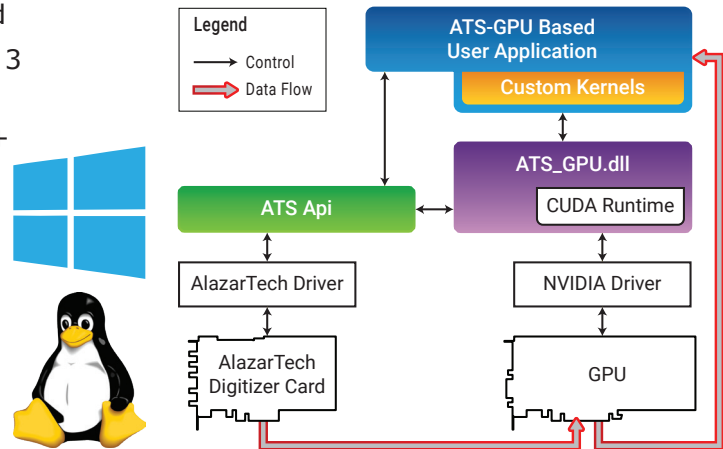 d
3
Legend
Control
Data Flow
ATS-GPU Based
User Application
Custom Kernels
ATS_GPU.dll
CUDA Runtime
ATS Api
AlazarTech Driver
NVIDIA Driver
AlazarTech
Digitizer Card
GPU